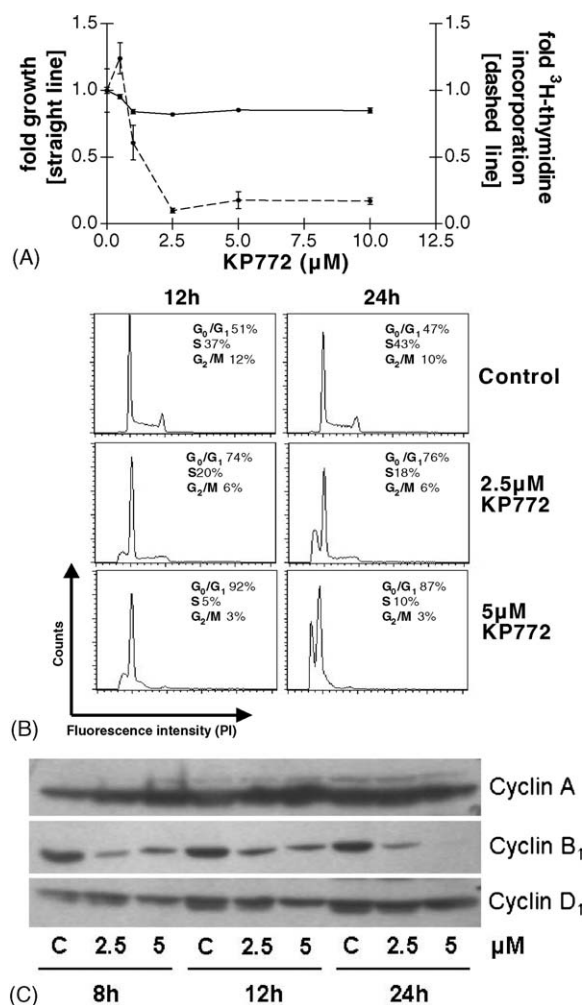 1.5
1.0
0.5
0.0
fold growth
[straight line]
1.5
1.0
0.5
0.0
fold ³H-thymidine
incorporation
[dashed line]
0.0 2.5 5.0 7.5 10.0 12.5
KP772 (µM)
(A)
12h 24h
G₀/G₁ 51%
S 37%
G₂/M 12%
G₀/G₁ 47%
S43%
G₂/M 10%
Control
G₀/G₁ 74%
S20%
G₂/M 6%
G₀/G₁76%
S18%
G₂/M 6%
2.5µM
KP772
G₀/G₁ 92%
S 5%
G₂/M 3%
G₀/G₁ 87%
S 10%
G₂/M 3%
5µM
KP772
Counts
Fluorescence intensity (PI)
(B)
Cyclin A
Cyclin B₁
Cyclin D₁
C 2.5 5 C 2.5 5 C 2.5 5 µM
8h 12h 24h
(C)